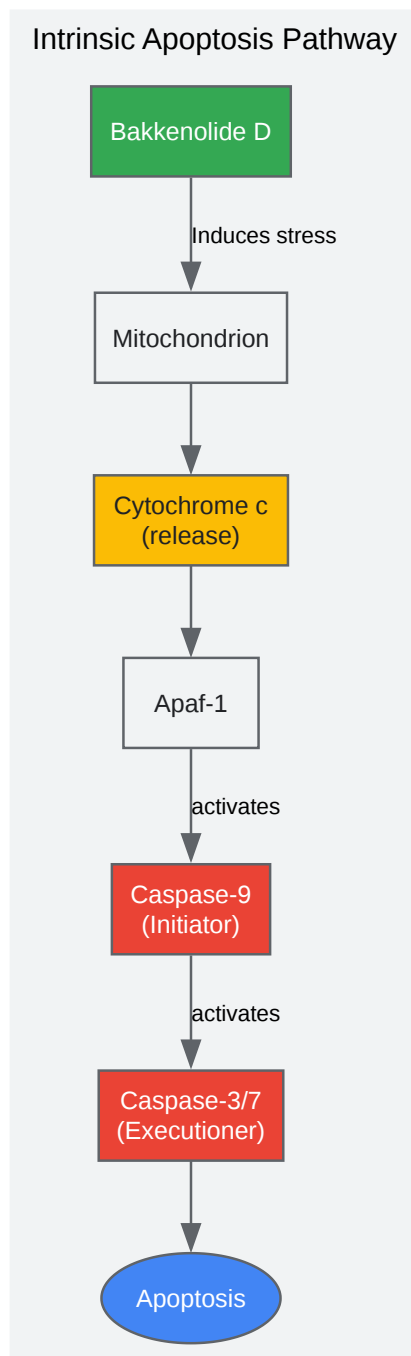 Intrinsic Apoptosis Pathway
Bakkenolide D
Induces stress
Mitochondrion
Cytochrome c
(release)
Apaf-1
activates
Caspase-9
(Initiator)
activates
Caspase-3/7
(Executioner)
Apoptosis